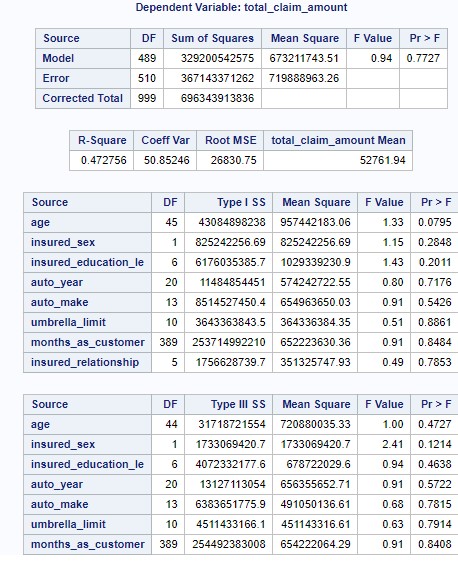 Dependent Variable: total_claim_amount
Source DF Sum of Squares Mean Square F Value Pr > F
Model 489 329200542575 673211743.51 0.94 0.7727
Error 510 367143371262 719888963.26
Corrected Total 999 696343913836
R-Square Coeff Var Root MSE total_claim_amount Mean
0.472756 50.85246 26830.75 52761.94
Source DF Type I SS Mean Square F Value Pr > F
age 45 43084898238 957442183.06 1.33 0.0795
insured_sex 1 825242256.69 825242256.69 1.15 0.2848
insured_education_le 6 6176035385.7 1029339230.9 1.43 0.2011
auto_year 20 11484854451 574242722.55 0.80 0.7176
auto_make 13 8514527450.4 654963650.03 0.91 0.5426
umbrella_limit 10 3643363843.5 364336384.35 0.51 0.8861
months_as_customer 389 253714992210 652223630.36 0.91 0.8484
insured_relationship 5 1756628739.7 351325747.93 0.49 0.7853
Source DF Type III SS Mean Square F Value Pr > F
age 44 31718721554 720880035.33 1.00 0.4727
insured_sex 1 1733069420.7 1733069420.7 2.41 0.1214
insured_education_le 6 4072332177.6 678722029.6 0.94 0.4638
auto_year 20 13127113054 656355652.71 0.91 0.5722
auto_make 13 6383651775.9 491050136.61 0.68 0.7815
umbrella_limit 10 4511433166.1 451143316.61 0.63 0.7914
months_as_customer 389 254492383008 654222064.29 0.91 0.8408